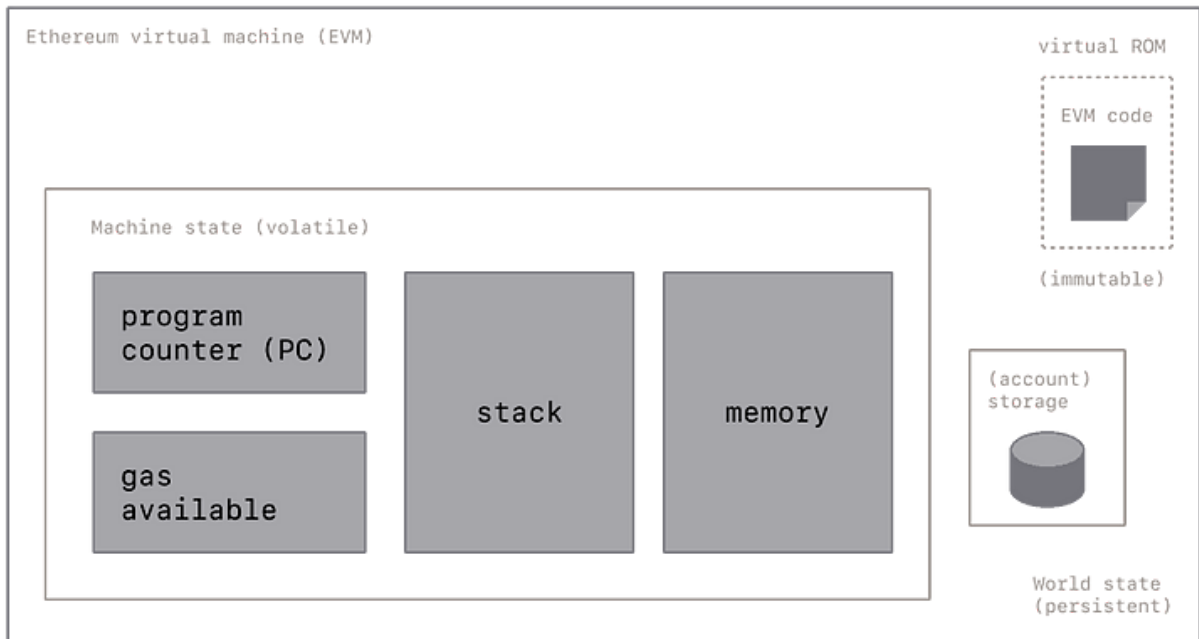 Ethereum virtual machine (EVM)
virtual ROM
EVM code
(immutable)
Machine state (volatile)
program
counter (PC)
gas
available
stack
memory
(account)
storage
World state
(persistent)